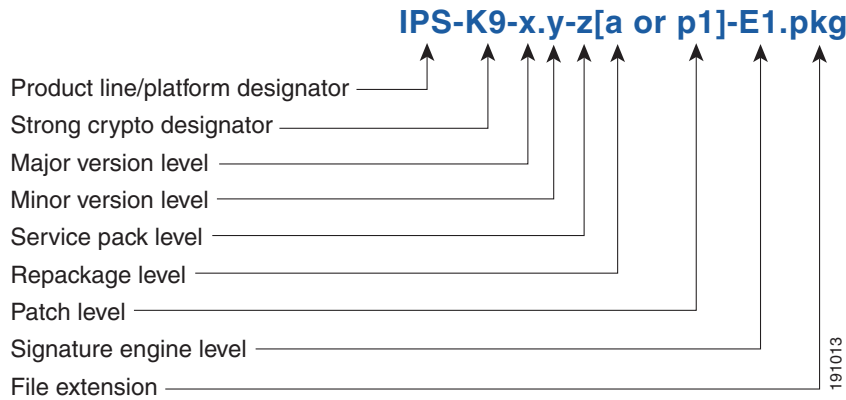 IPS-K9-x.y-z[a or p1]-E1.pkg
Product line/platform designator
Strong crypto designator
Major version level
Minor version level
Service pack level
Repackage level
Patch level
Signature engine level
File extension
191013